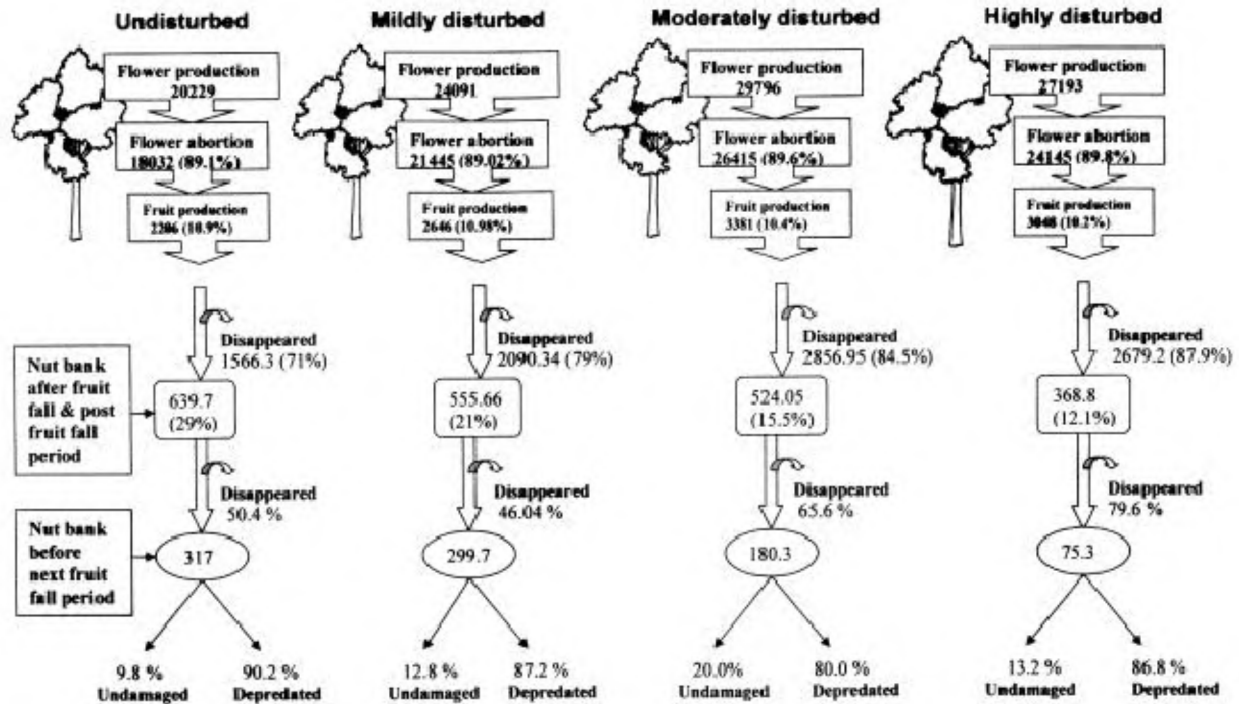 Undisturbed
Flower production
20229
Flower abortion
18032 (89.1%)
Fruit production
2206 (10.9%)
Disappeared
1566.3 (71%)
Nut bank
after fruit
fall & post
fruit fall
period
639.7
(29%)
Disappeared
50.4 %
Nut bank
before
next fruit
fall period
317
9.8 %
Undamaged
90.2 %
Depredated
Mildly disturbed
Flower production
24091
Flower abortion
21445 (89.02%)
Fruit production
2646 (10.98%)
Disappeared
2090.34 (79%)
555.66
(21%)
Disappeared
46.04 %
299.7
12.8 %
Undamaged
87.2 %
Depredated
Moderately disturbed
Flower production
29796
Flower abortion
26415 (89.6%)
Fruit production
3381 (10.4%)
Disappeared
2856.95 (84.5%)
524.05
(15.5%)
Disappeared
65.6 %
180.3
20.0%
Undamaged
80.0 %
Depredated
Highly disturbed
Flower production
27193
Flower abortion
24145 (89.8%)
Fruit production
3048 (10.2%)
Disappeared
2679.2 (87.9%)
368.8
(12.1%)
Disappeared
79.6 %
75.3
13.2 %
Undamaged
86.8 %
Depredated